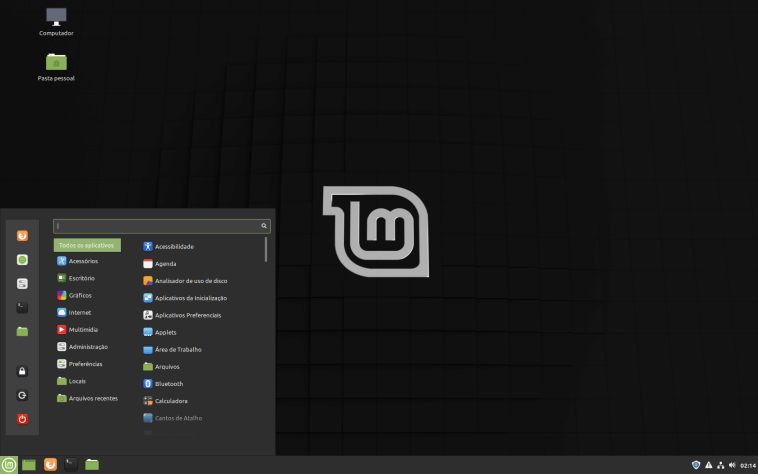 Computador
Pasta pessoal
Todos os aplicativos
Acessórios
Escritório
Gráficos
Internet
Multimídia
Administração
Preferências
Locais
Arquivos recentes
Acessibilidade
Agenda
Analisador de uso de disco
Aplicativos da Inicialização
Aplicativos Preferenciais
Applets
Área de Trabalho
Arquivos
Bluetooth
Calculadora
Cantos de Atalho
02:14